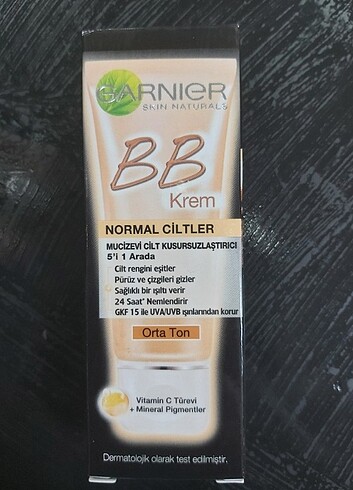 GARNIER
SKIN NATURALS
BB
Krem
NORMAL CİLTLER
MUCİZEVİ CİLT KUSURSUZLAŞTIRICI
5'i 1 Arada
Cilt rengini eşitler
Pürüz ve çizgileri gizler
Sağlıklı bir ışıltı verir
24 Saat* Nemlendirir
GKF 15 ile UVA/UVB ışınlarından korur
Orta Ton
Vitamin C Türevi
+ Mineral Pigmentler
Dermatolojik olarak test edilmiştir.